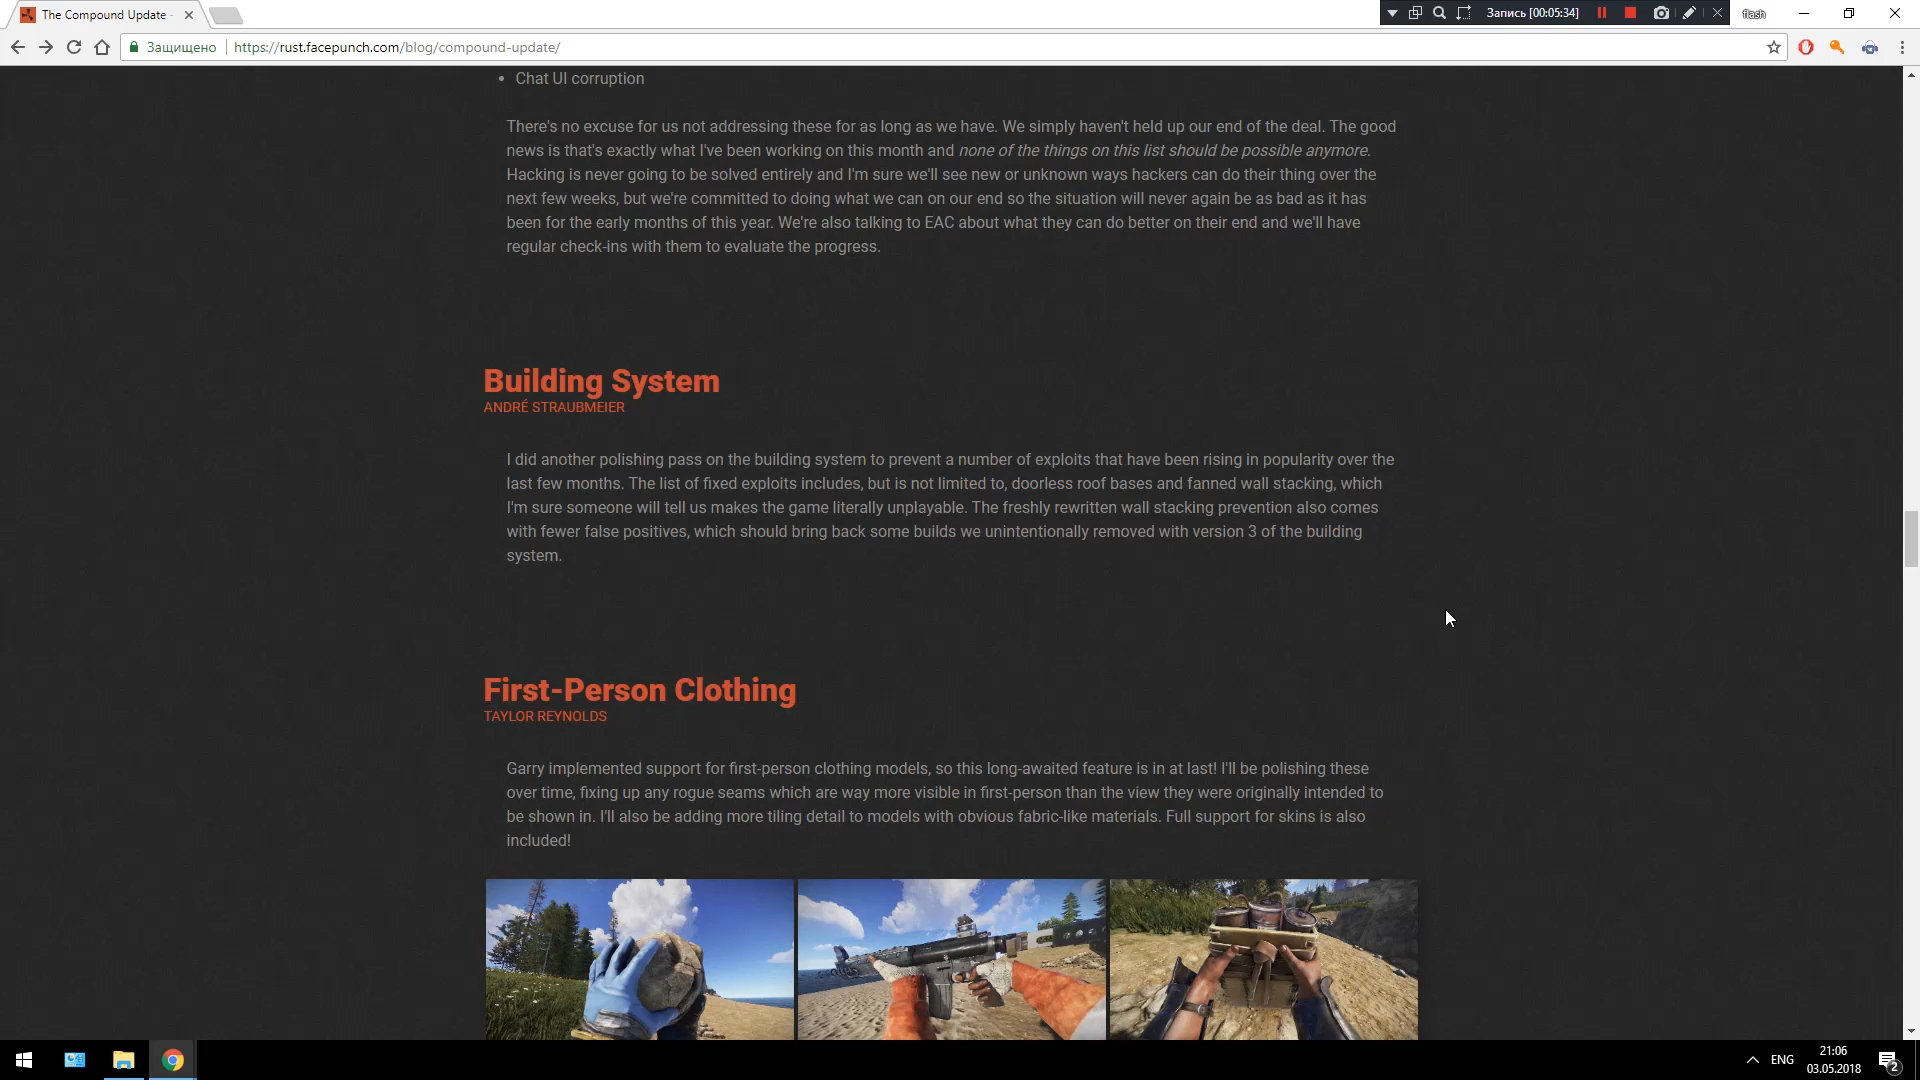 The Compound Update -
Запись [00:05:34]
flash
Защищено
https://rust.facepunch.com/blog/compound-update/
• Chat UI corruption
There's no excuse for us not addressing these for as long as we have. We simply haven't held up our end of the deal. The good
news is that's exactly what I've been working on this month and none of the things on this list should be possible anymore.
Hacking is never going to be solved entirely and I'm sure we'll see new or unknown ways hackers can do their thing over the
next few weeks, but we're committed to doing what we can on our end so the situation will never again be as bad as it has
been for the early months of this year. We're also talking to EAC about what they can do better on their end and we'll have
regular check-ins with them to evaluate the progress.
Building System
ANDRÉ STRAUBMEIER
I did another polishing pass on the building system to prevent a number of exploits that have been rising in popularity over the
last few months. The list of fixed exploits includes, but is not limited to, doorless roof bases and fanned wall stacking, which
I'm sure someone will tell us makes the game literally unplayable. The freshly rewritten wall stacking prevention also comes
with fewer false positives, which should bring back some builds we unintentionally removed with version 3 of the building
system.
First-Person Clothing
TAYLOR REYNOLDS
Garry implemented support for first-person clothing models, so this long-awaited feature is in at last! I'll be polishing these
over time, fixing up any rogue seams which are way more visible in first-person than the view they were originally intended to
be shown in. I'll also be adding more tiling detail to models with obvious fabric-like materials. Full support for skins is also
included!
ENG
21:06
03.05.2018
2